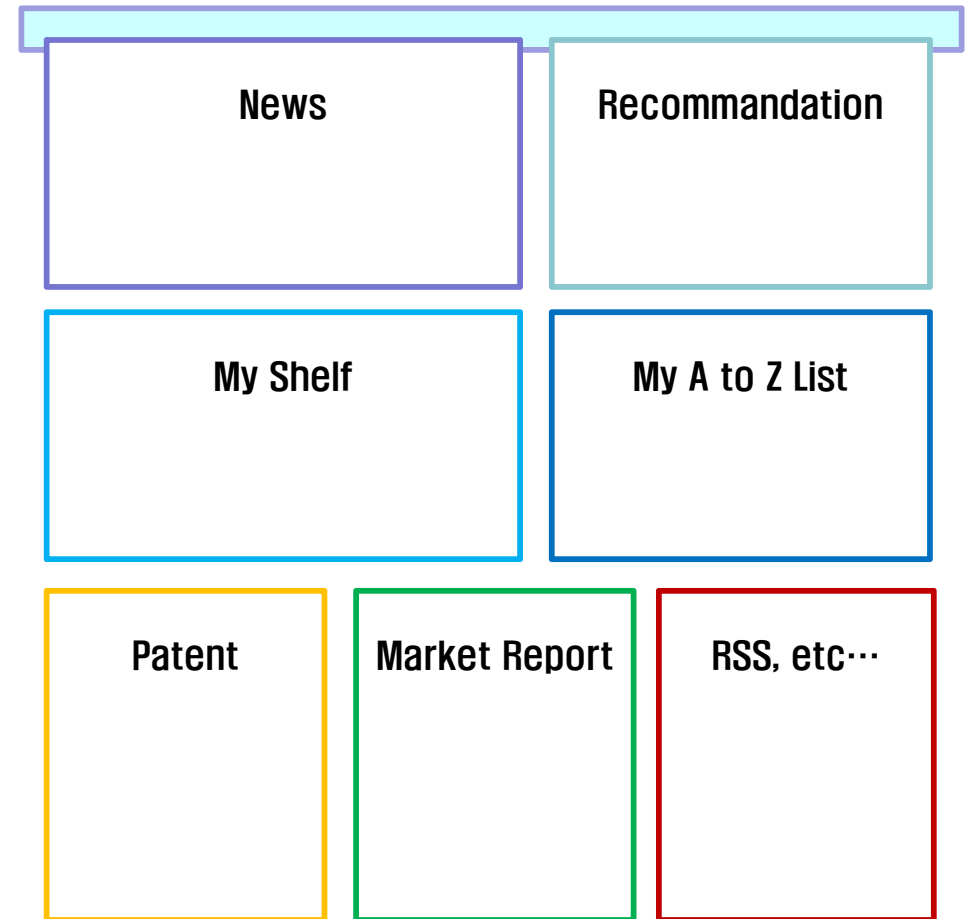 News
Recommandation
My Shelf
My A to Z List
Patent
Market Report
RSS, etc…